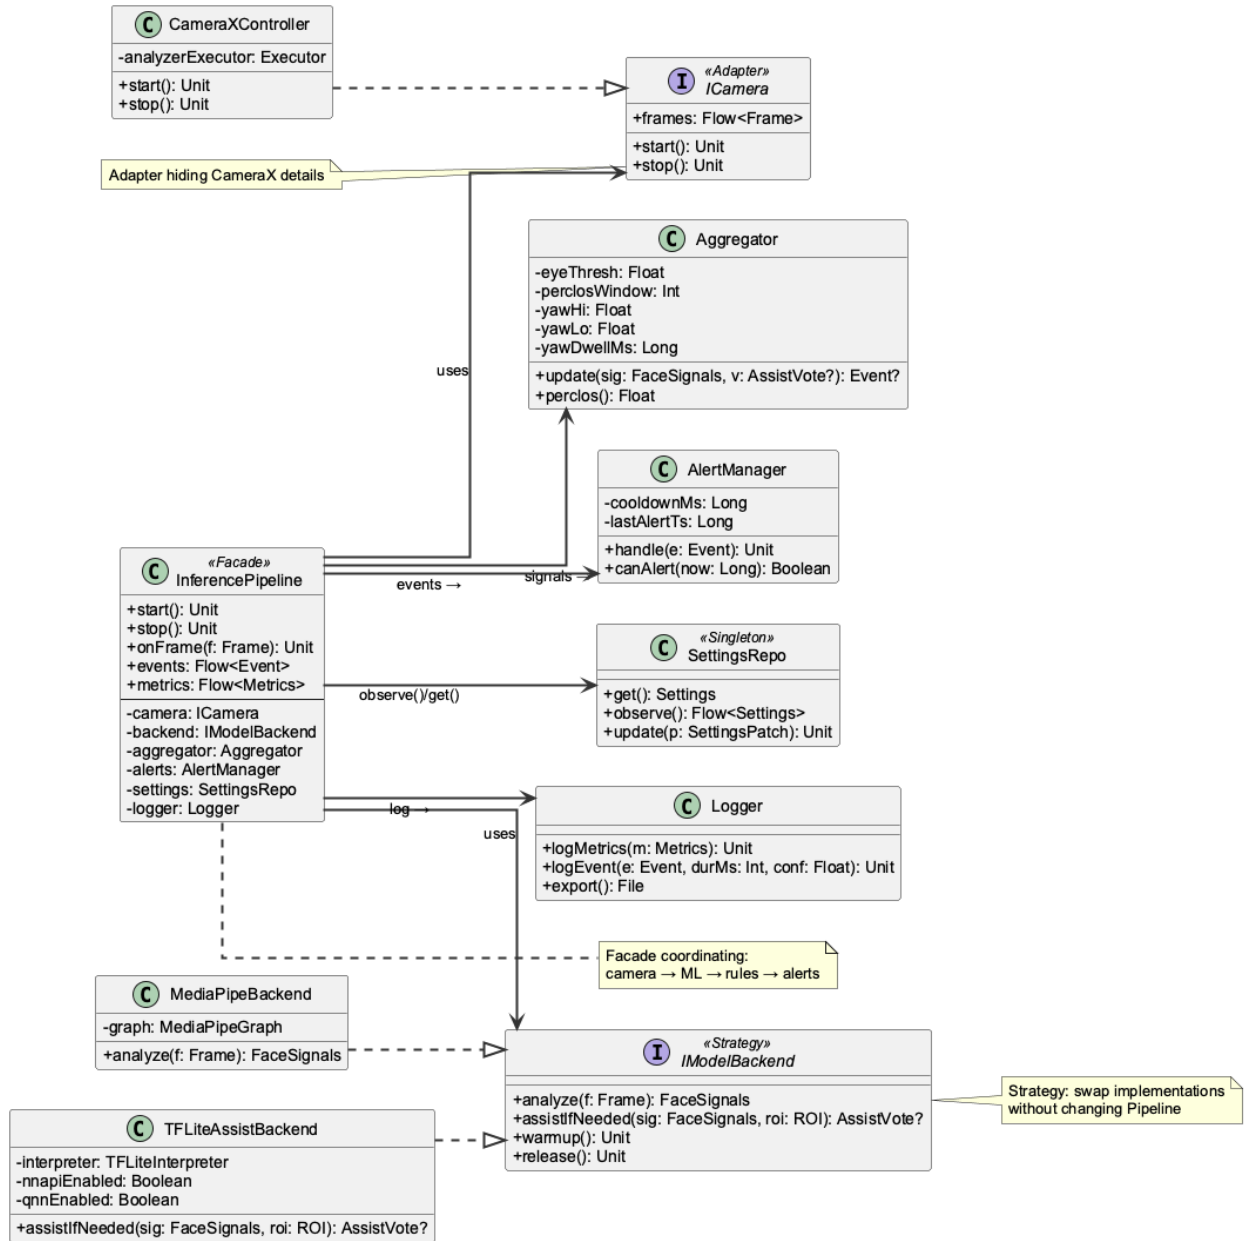 C CameraXController
-analyzerExecutor: Executor
+start(): Unit
+stop(): Unit
I «Adapter»
ICamera
+frames: Flow<Frame>
+start(): Unit
+stop(): Unit
Adapter hiding CameraX details
C Aggregator
-eyeThresh: Float
-perclosWindow: Int
-yawHi: Float
-yawLo: Float
-yawDwellMs: Long
+update(sig: FaceSignals, v: AssistVote?): Event?
+perclos(): Float
uses
C AlertManager
-cooldownMs: Long
-lastAlertTs: Long
+handle(e: Event): Unit
+canAlert(now: Long): Boolean
C «Facade»
InferencePipeline
+start(): Unit
+stop(): Unit
+onFrame(f: Frame): Unit
+events: Flow<Event>
+metrics: Flow<Metrics>
-camera: ICamera
-backend: IModelBackend
-aggregator: Aggregator
-alerts: AlertManager
-settings: SettingsRepo
-logger: Logger
events →
signals →
observe()/get()
C «Singleton»
SettingsRepo
+get(): Settings
+observe(): Flow<Settings>
+update(p: SettingsPatch): Unit
log →
uses
C Logger
+logMetrics(m: Metrics): Unit
+logEvent(e: Event, durMs: Int, conf: Float): Unit
+export(): File
Facade coordinating:
camera → ML → rules → alerts
C MediaPipeBackend
-graph: MediaPipeGraph
+analyze(f: Frame): FaceSignals
I «Strategy»
IModelBackend
+analyze(f: Frame): FaceSignals
+assistIfNeeded(sig: FaceSignals, roi: ROI): AssistVote?
+warmup(): Unit
+release(): Unit
Strategy: swap implementations
without changing Pipeline
C TFLiteAssistBackend
-interpreter: TFLiteInterpreter
-nnapiEnabled: Boolean
-qnnEnabled: Boolean
+assistIfNeeded(sig: FaceSignals, roi: ROI): AssistVote?